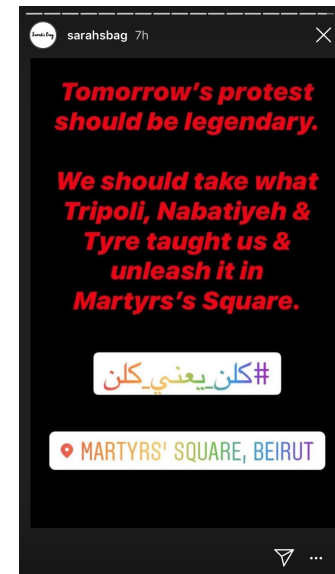 sarahsbag 7h
Tomorrow's protest
should be legendary.
We should take what
Tripoli, Nabatiyeh &
Tyre taught us &
unleash it in
Martyrs's Square.
#كلن_يعني_كلن
MARTYRS' SQUARE, BEIRUT